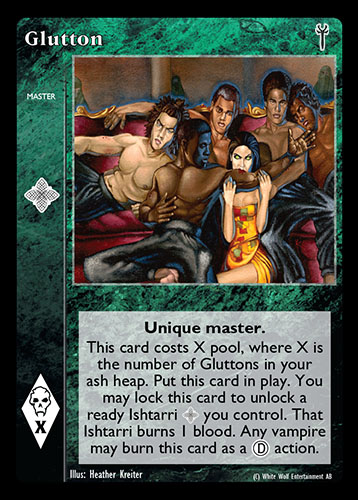 Glutton
MASTER
Unique master.
This card costs X pool, where X is
the number of Gluttons in your
ash heap. Put this card in play. You
may lock this card to unlock a
ready Ishtarri you control. That
Ishtarri burns 1 blood. Any vampire
may burn this card as a Ⓓ action.
X
Illus: Heather Kreiter
(C) White Wolf Entertainment AB